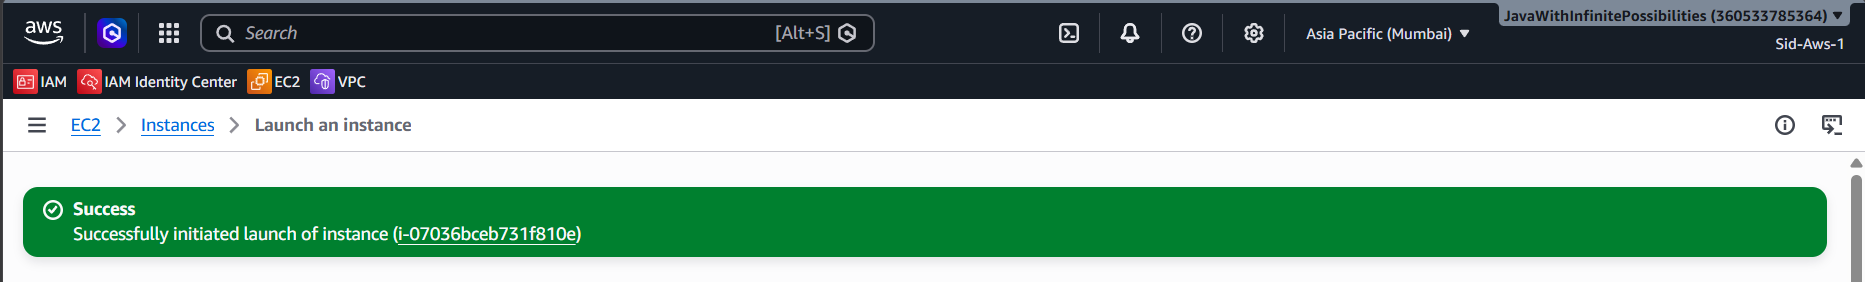 aws
Search [Alt+S]
Asia Pacific (Mumbai)
JavaWithInfinitePossibilities (360533785364)
Sid-Aws-1
IAM IAM Identity Center EC2 VPC
EC2 Instances Launch an instance
Success
Successfully initiated launch of instance (i-07036bceb731f810e)